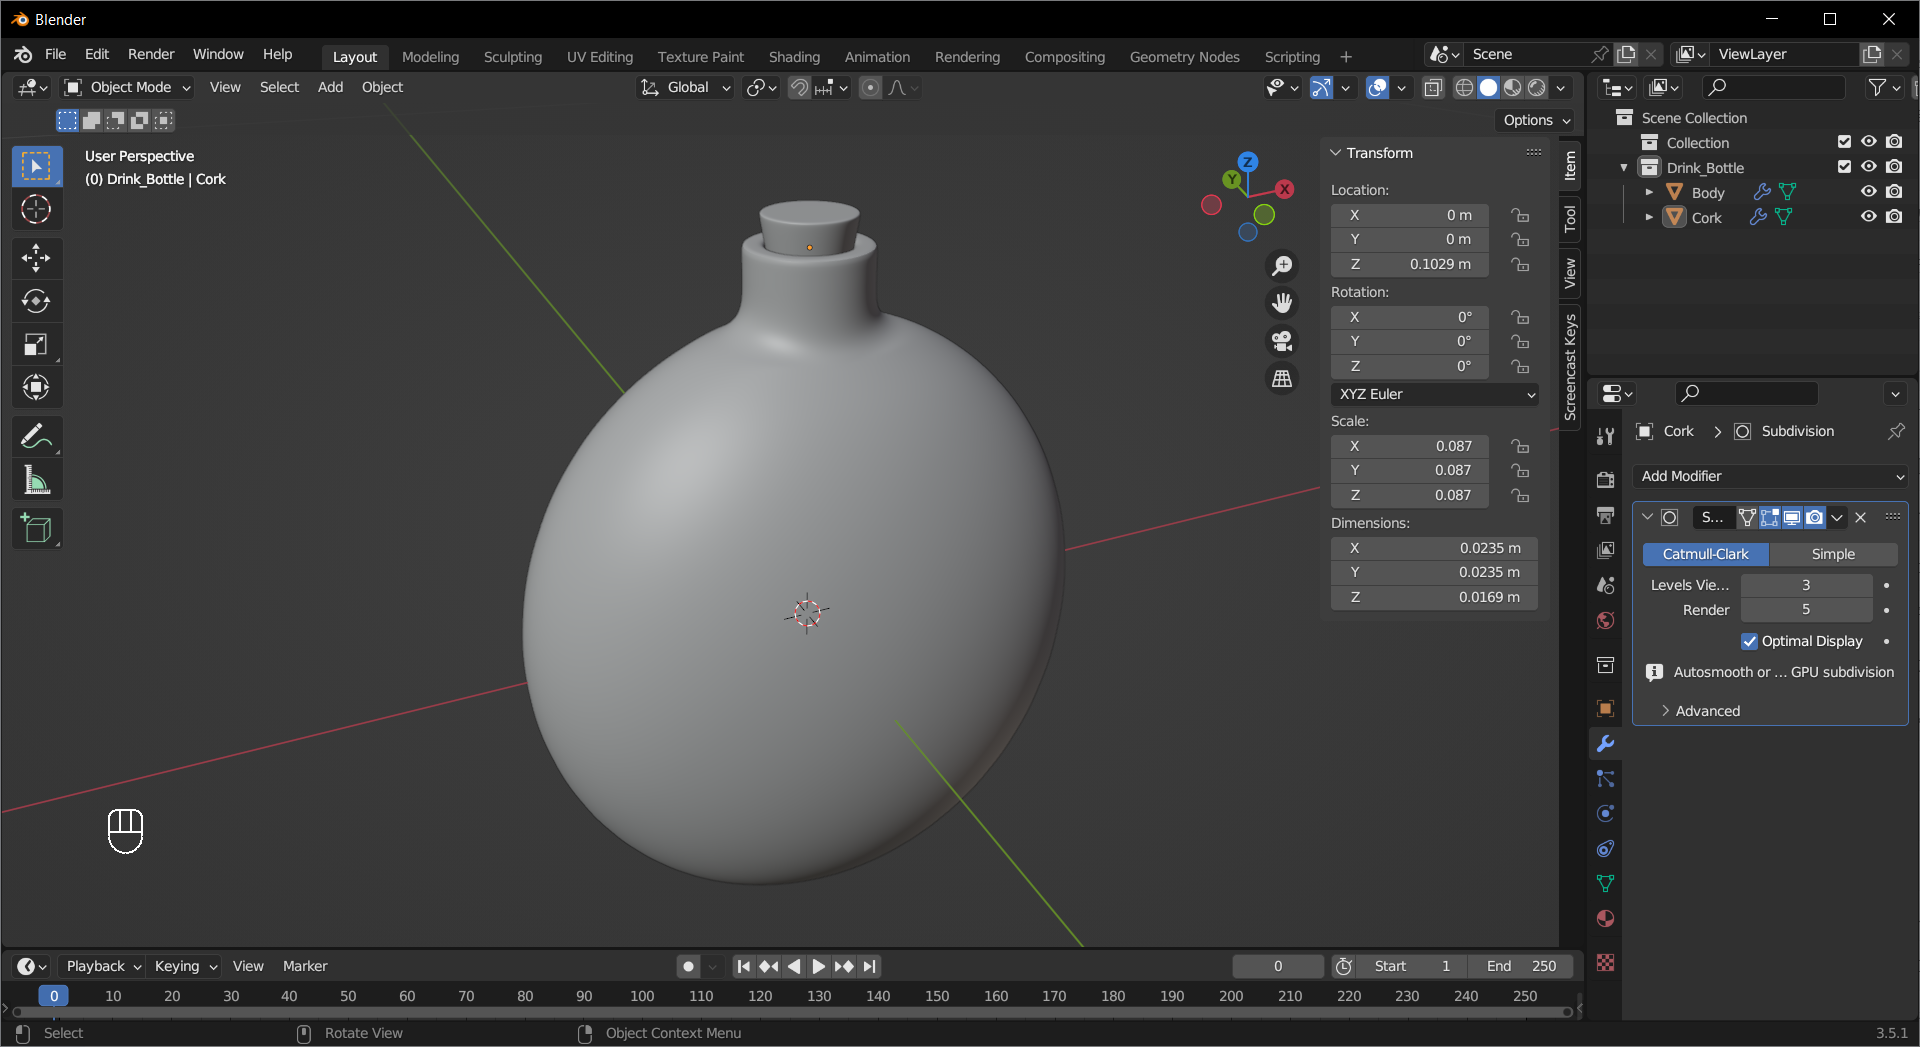 Blender
File Edit Render Window Help Layout Modeling Sculpting UV Editing Texture Paint Shading Animation Rendering Compositing Geometry Nodes Scripting + Scene ViewLayer
Object Mode View Select Add Object Global
Options
User Perspective
(0) Drink_Bottle | Cork
Z
Y
X
Transform
Location:
X 0 m
Y 0 m
Z 0.1029 m
Rotation:
X 0°
Y 0°
Z 0°
XYZ Euler
Scale:
X 0.087
Y 0.087
Z 0.087
Dimensions:
X 0.0235 m
Y 0.0235 m
Z 0.0169 m
Item
Tool
View
Screencast Keys
Scene Collection
Collection
Drink_Bottle
Body
Cork
Cork > Subdivision
Add Modifier
S...
Catmull-Clark Simple
Levels Vie... 3
Render 5
Optimal Display
Autosmooth or ... GPU subdivision
Advanced
Playback Keying View Marker 0 Start 1 End 250
0 10 20 30 40 50 60 70 80 90 100 110 120 130 140 150 160 170 180 190 200 210 220 230 240 250
Select Rotate View Object Context Menu 3.5.1